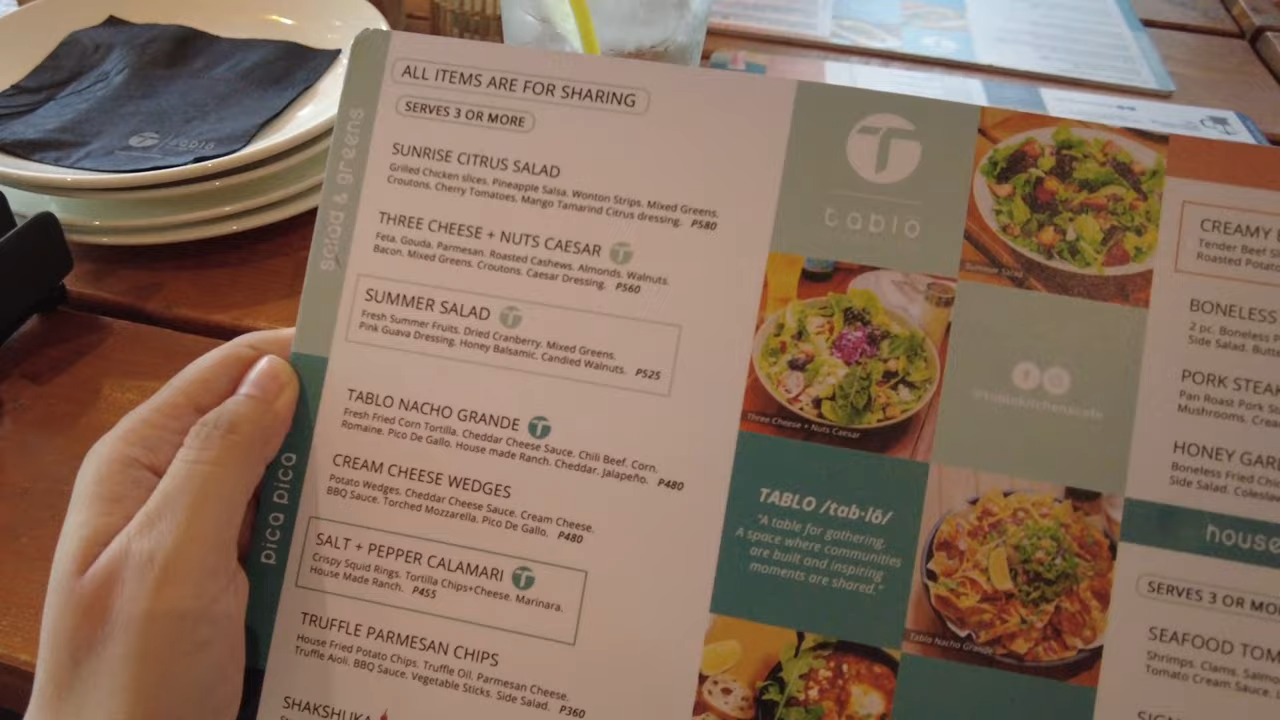 ALL ITEMS ARE FOR SHARING
SERVES 3 OR MORE
salad & greens
SUNRISE CITRUS SALAD
Grilled Chicken slices. Pineapple Salsa. Wonton Strips. Mixed Greens.
Croutons. Cherry Tomatoes. Mango Tamarind Citrus dressing. P580
THREE CHEESE + NUTS CAESAR
Feta. Gouda. Parmesan. Roasted Cashews. Almonds. Walnuts.
Bacon. Mixed Greens. Croutons. Caesar Dressing. P560
SUMMER SALAD
Fresh Summer Fruits. Dried Cranberry. Mixed Greens.
Pink Guava Dressing. Honey Balsamic. Candied Walnuts. P525
pica pica
TABLO NACHO GRANDE
Fresh Fried Corn Tortilla. Cheddar Cheese Sauce. Chili Beef. Corn.
Romaine. Pico De Gallo. House made Ranch. Cheddar. Jalapeño. P480
CREAM CHEESE WEDGES
Potato Wedges. Cheddar Cheese Sauce. Cream Cheese.
BBQ Sauce. Torched Mozzarella. Pico De Gallo. P480
SALT + PEPPER CALAMARI
Crispy Squid Rings. Tortilla Chips+Cheese. Marinara.
House Made Ranch. P455
TRUFFLE PARMESAN CHIPS
House Fried Potato Chips. Truffle Oil. Parmesan Cheese.
Truffle Aioli. BBQ Sauce. Vegetable Sticks. Side Salad. P360
SHAKSHUKA
T
tablo
Summer Salad
Three Cheese + Nuts Caesar
TABLO /tab·lō/
"A table for gathering.
A space where communities
are built and inspiring
moments are shared."
Tablo Nacho Grande
CREAMY
Tender Beef
Roasted Potato
BONELESS
2 pc. Boneless
Side Salad.
PORK STEAK
Pan Roast Pork
Mushrooms.
HONEY
Boneless Fried
Side Salad.
house
SERVES 3 OR
SEAFOOD
Shrimps. Clams.
Tomato Cream Sauce.
tablo